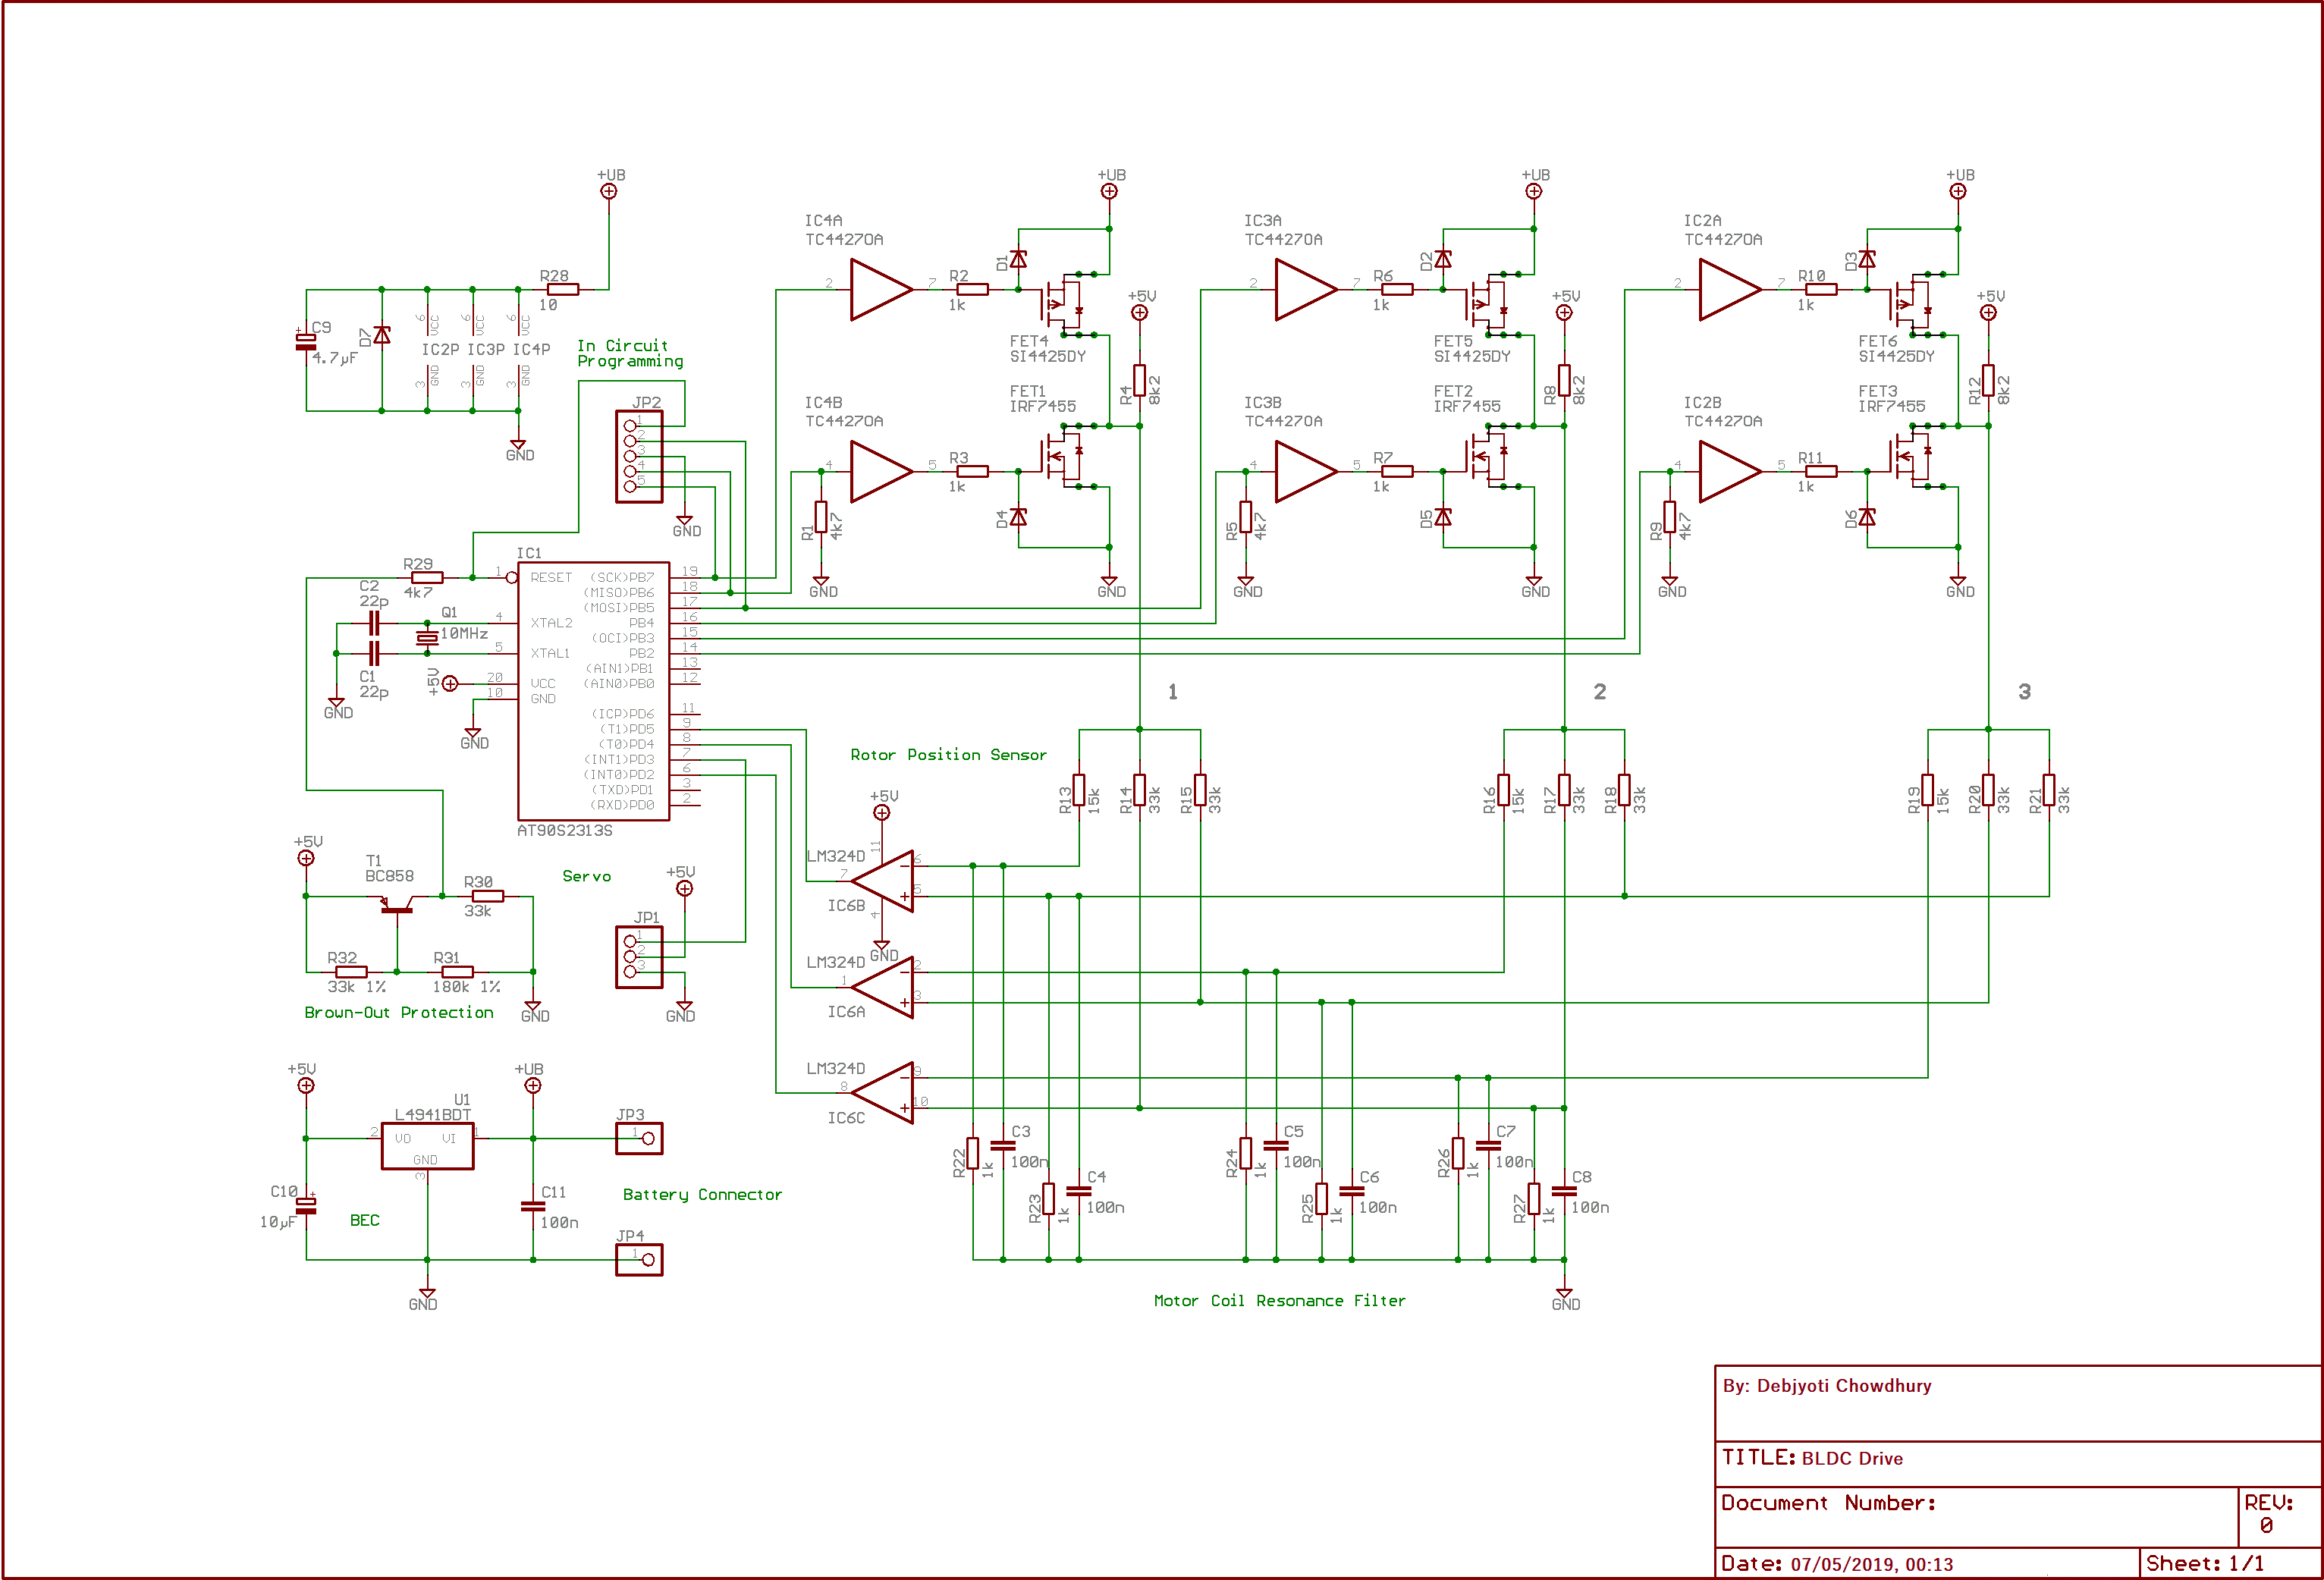 +UB
+UB
+UB
+UB
IC4A
TC44270A
2
7
R2
1k
D1
FET4
SI4425DY
+5V
R4
8k2
IC3A
TC44270A
2
7
R6
1k
D2
FET5
SI4425DY
+5V
R8
8k2
IC2A
TC44270A
2
7
R10
1k
D3
FET6
SI4425DY
+5V
R12
8k2
R28
10
C9
4.7µF
+
D7
6
VCC
6
VCC
6
VCC
IC2P
IC3P
IC4P
3
GND
3
GND
3
GND
GND
In Circuit
Programming
JP2
1
2
3
4
5
GND
IC4B
TC44270A
4
5
R3
1k
R1
4k7
D4
FET1
IRF7455
GND
GND
IC3B
TC44270A
4
5
R7
1k
R5
4k7
D5
FET2
IRF7455
GND
GND
IC2B
TC44270A
4
5
R11
1k
R9
4k7
D6
FET3
IRF7455
GND
GND
IC1
R29
4k7
C2
22p
Q1
10MHz
C1
22p
+5V
GND
GND
1
4
5
20
10
RESET
XTAL2
XTAL1
VCC
GND
(SCK)PB7
19
(MISO)PB6
18
(MOSI)PB5
17
PB4
16
(OCI)PB3
15
PB2
14
(AIN1)PB1
13
(AIN0)PB0
12
(ICP)PD6
11
(T1)PD5
9
(T0)PD4
8
(INT1)PD3
7
(INT0)PD2
6
(TXD)PD1
3
(RXD)PD0
2
AT90S2313S
1
2
3
Rotor Position Sensor
R13
15k
R14
33k
R15
33k
R16
15k
R17
33k
R18
33k
R19
15k
R20
33k
R21
33k
+5V
11
LM324D
7
6
5
IC6B
4
GND
LM324D
1
2
3
IC6A
LM324D
8
9
10
IC6C
+5V
T1
BC858
R30
33k
R32
33k 1%
R31
180k 1%
GND
Brown-Out Protection
Servo
+5V
JP1
1
2
3
GND
+5V
+UB
U1
L4941BDT
2
VO
VI
1
GND
3
JP3
1
C10
+
10µF
BEC
C11
100n
Battery Connector
JP4
1
GND
R22
1k
C3
100n
R23
1k
C4
100n
R24
1k
C5
100n
R25
1k
C6
100n
R26
1k
C7
100n
R27
1k
C8
100n
GND
Motor Coil Resonance Filter
By: Debjyoti Chowdhury
TITLE: BLDC Drive
Document Number:
REV:
0
Date: 07/05/2019, 00:13
Sheet: 1/1